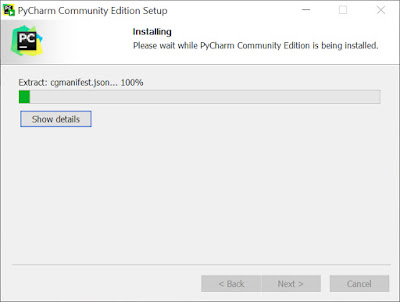 PyCharm Community Edition Setup
PC
Installing
Please wait while PyCharm Community Edition is being installed.
Extract: cgmanifest.json... 100%
Show details
< Back
Next >
Cancel